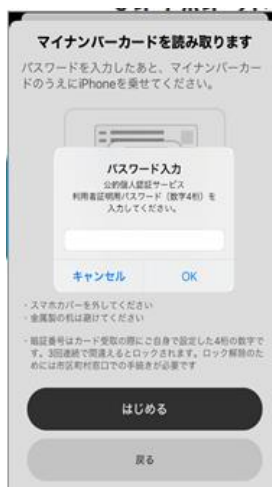 マイナンバーカードを読み取ります
パスワードを入力したあと、マイナンバーカー
ドのうえにiPhoneを乗せてください。
パスワード入力
公的個人認証サービス
利用者証明用パスワード（数字4桁）を
入力してください。
キャンセル
OK
・スマホカバーを外してください
・金属製の机は避けてください
・暗証番号はカード受取の際にご自身で設定した4桁の数字で
す。3回連続で間違えるとロックされます。ロック解除のた
めには市区町村窓口での手続きが必要です
はじめる
戻る